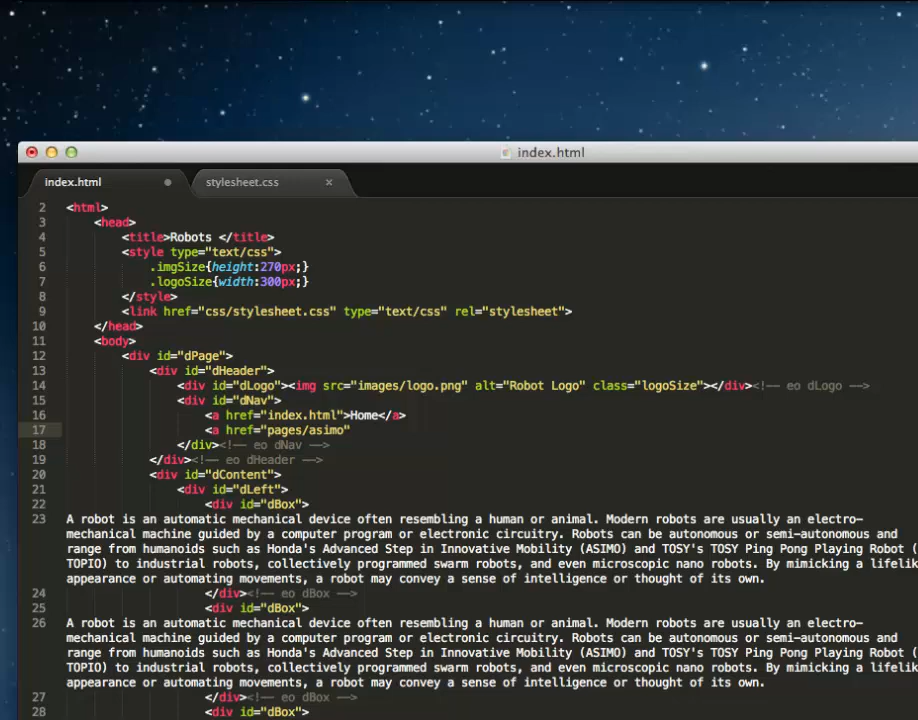 index.html
index.html stylesheet.css ×
2 <html>
3 <head>
4 <title>Robots </title>
5 <style type="text/css">
6 .imgSize{height:270px;}
7 .logoSize{width:300px;}
8 </style>
9 <link href="css/stylesheet.css" type="text/css" rel="stylesheet">
10 </head>
11 <body>
12 <div id="dPage">
13 <div id="dHeader">
14 <div id="dLogo"><img src="images/logo.png" alt="Robot Logo" class="logoSize"></div><!-- eo dLogo -->
15 <div id="dNav">
16 <a href="index.html">Home</a>
17 <a href="pages/asimo"
18 </div><!-- eo dNav -->
19 </div><!-- eo dHeader -->
20 <div id="dContent">
21 <div id="dLeft">
22 <div id="dBox">
23 A robot is an automatic mechanical device often resembling a human or animal. Modern robots are usually an electro-
mechanical machine guided by a computer program or electronic circuitry. Robots can be autonomous or semi-autonomous and
range from humanoids such as Honda's Advanced Step in Innovative Mobility (ASIMO) and TOSY's TOSY Ping Pong Playing Robot (
TOPIO) to industrial robots, collectively programmed swarm robots, and even microscopic nano robots. By mimicking a lifelik
appearance or automating movements, a robot may convey a sense of intelligence or thought of its own.
24 </div><!-- eo dBox -->
25 <div id="dBox">
26 A robot is an automatic mechanical device often resembling a human or animal. Modern robots are usually an electro-
mechanical machine guided by a computer program or electronic circuitry. Robots can be autonomous or semi-autonomous and
range from humanoids such as Honda's Advanced Step in Innovative Mobility (ASIMO) and TOSY's TOSY Ping Pong Playing Robot (
TOPIO) to industrial robots, collectively programmed swarm robots, and even microscopic nano robots. By mimicking a lifelik
appearance or automating movements, a robot may convey a sense of intelligence or thought of its own.
27 </div><!-- eo dBox -->
28 <div id="dBox">